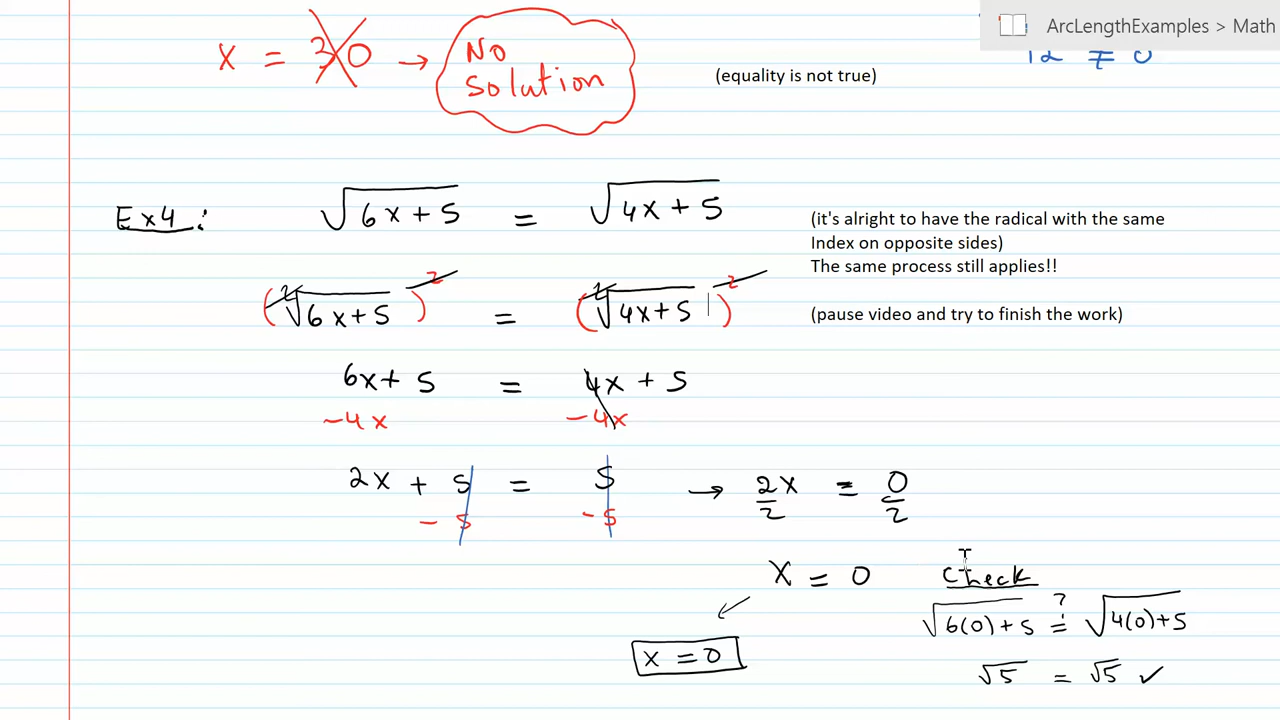 ArcLengthExamples > Math
x = 30 → No solution
(equality is not true)
12 ≠ 0
Ex4: √6x+5 = √4x+5
(it's alright to have the radical with the same
Index on opposite sides)
The same process still applies!!
(²√6x+5)² = (²√4x+5)²
(pause video and try to finish the work)
6x+5 = 4x+5
-4x -4x
2x + 5 = 5 → 2x/2 = 0/2
-5 -5
x = 0
Check
√6(0)+5 ?= √4(0)+5
x = 0
√5 = √5 ✓